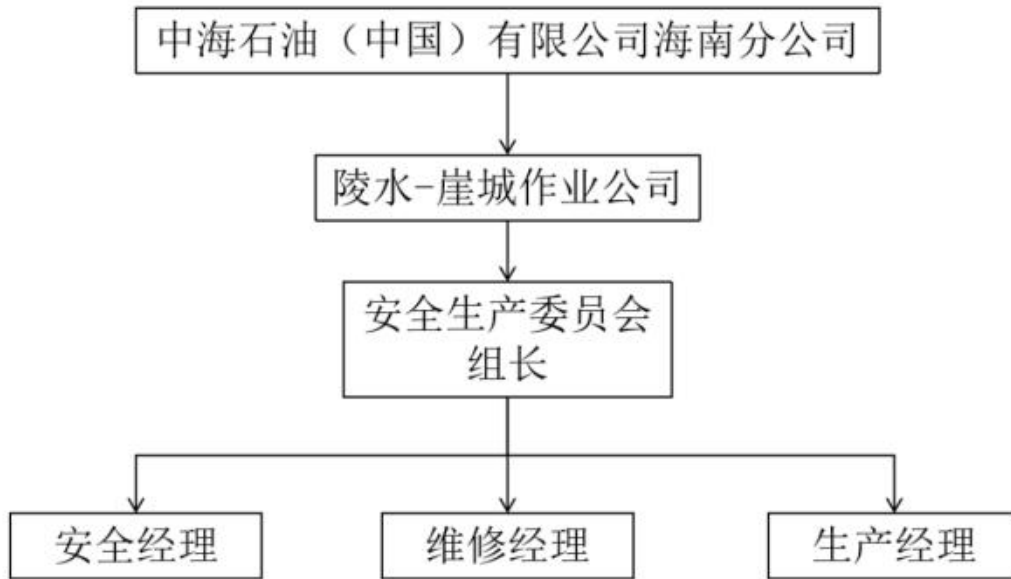 中海石油（中国）有限公司海南分公司
陵水-崖城作业公司
安全生产委员会
组长
安全经理
维修经理
生产经理